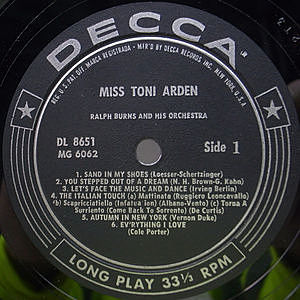 DECCA
REG. U.S. PAT. OFF. MARCA REGISTRADA • MFR'D BY DECCA RECORDS, INC., NEW YORK, U.S.A.
MISS TONI ARDEN
RALPH BURNS AND HIS ORCHESTRA
DL 8651
MG 6062
Side 1
1. SAND IN MY SHOES (Loesser-Schertzinger)
2. YOU STEPPED OUT OF A DREAM (N. H. Brown-G. Kahn)
3. LET'S FACE THE MUSIC AND DANCE (Irving Berlin)
4. THE ITALIAN TOUCH (a) Mattinato (Ruggiero Leoncavallo)
(b) Scapricciatiello (Infatuation) (Albano-Vento) (c) Torna A
Surriento (Come Back To Sorrento) (De Curtis)
5. AUTUMN IN NEW YORK (Vernon Duke)
6. EV'RYTHING I LOVE
Cole Porter)
LONG PLAY 33⅓ RPM